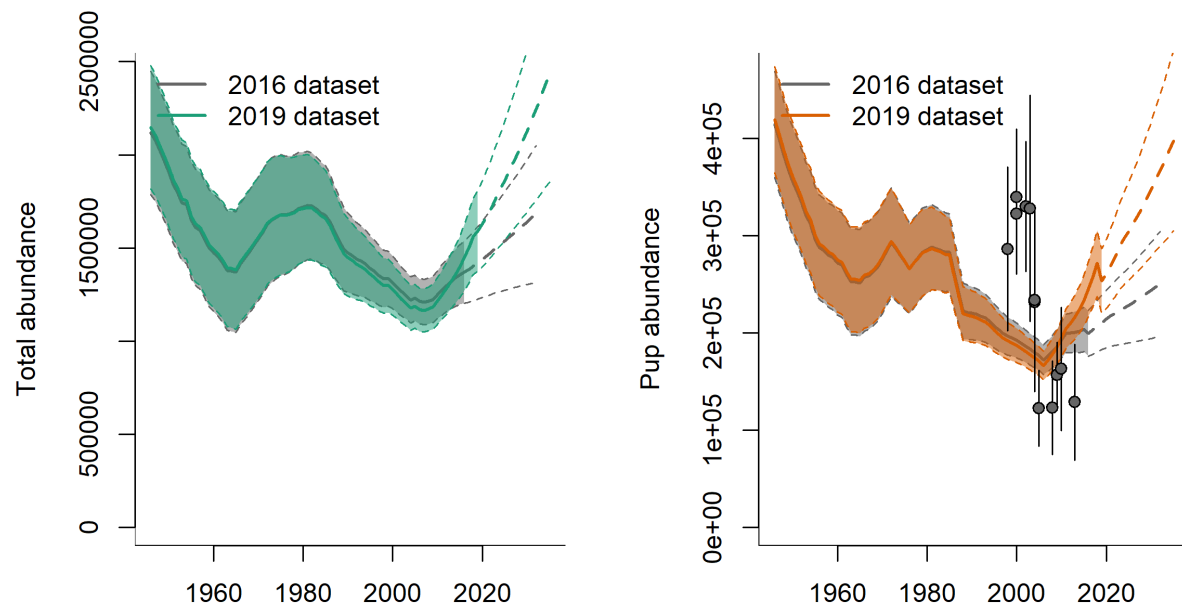 Total abundance
0
500000
1500000
2500000
1960
1980
2000
2020
2016 dataset
2019 dataset
Pup abundance
0e+00
1e+05
2e+05
3e+05
4e+05
1960
1980
2000
2020
2016 dataset
2019 dataset